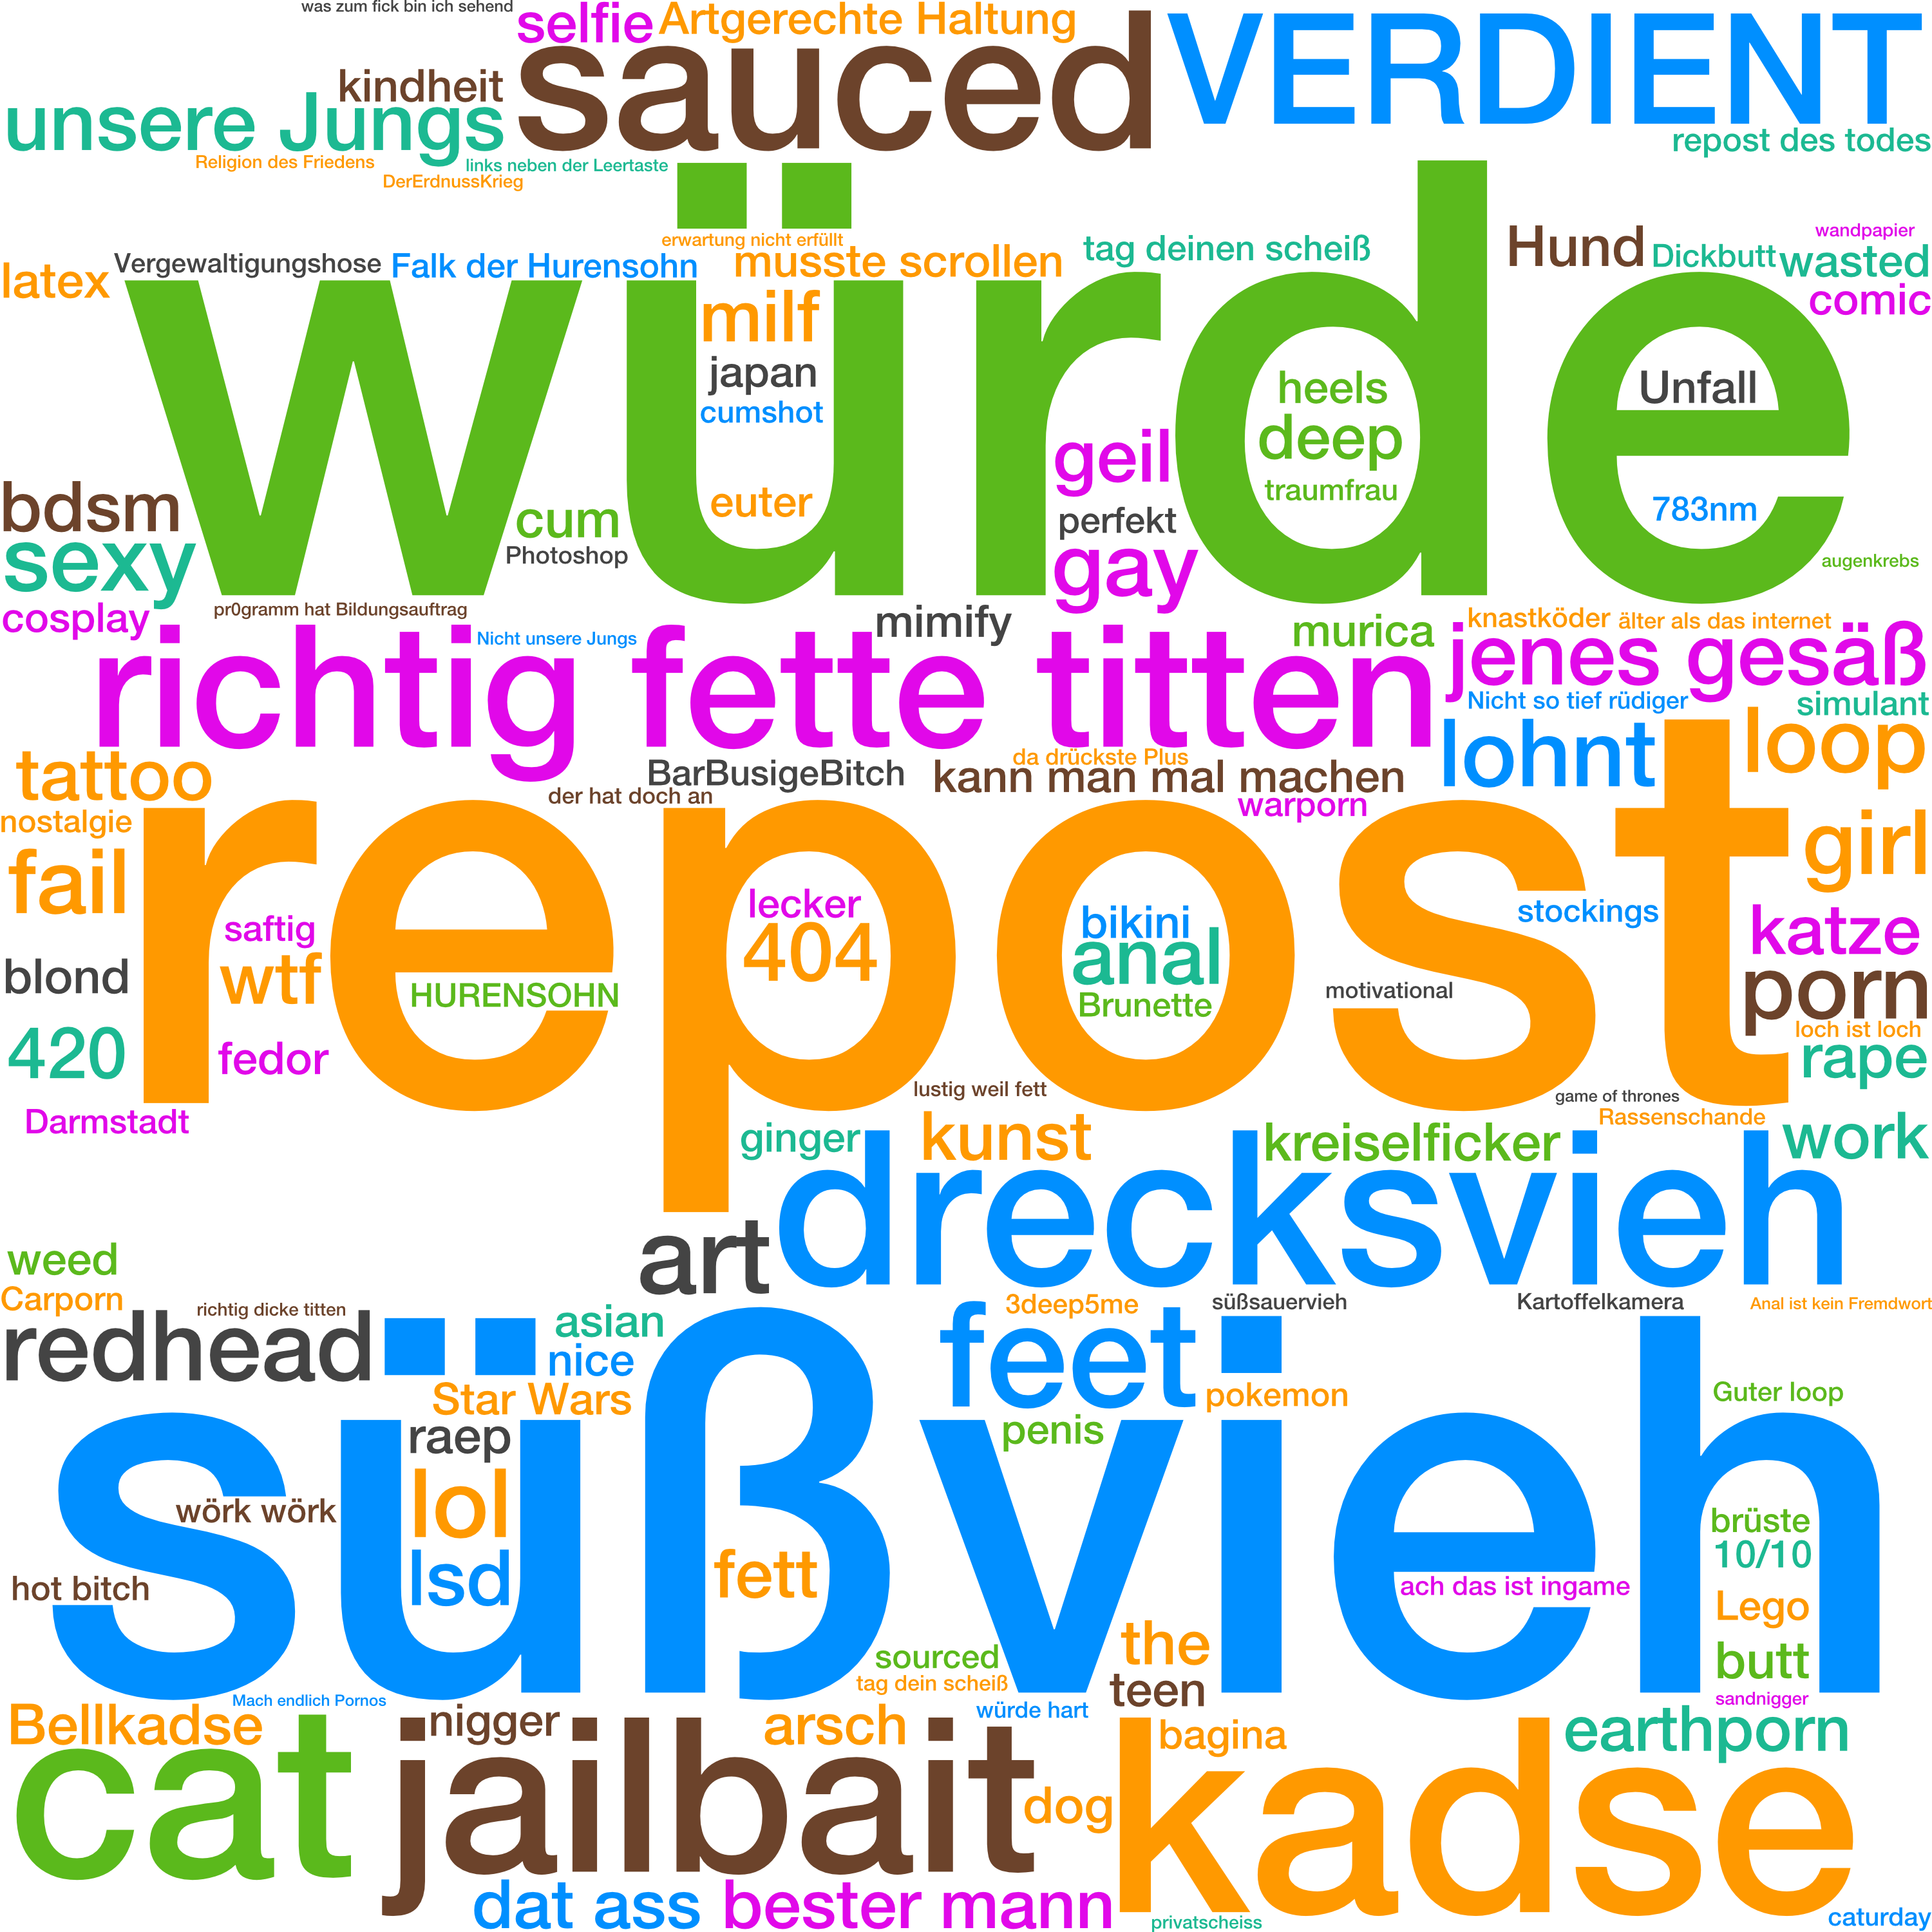 was zum fick bin ich sehend
selfie
Artgerechte Haltung
sauced
VERDIENT
kindheit
unsere Jungs
repost des todes
Religion des Friedens
links neben der Leertaste
DerErdnussKrieg
würde
erwartung nicht erfüllt
wandpapier
latex
Vergewaltigungshose
Falk der Hurensohn
musste scrollen
tag deinen scheiß
Hund
Dickbutt
wasted
comic
milf
japan
cumshot
heels
Unfall
deep
geil
traumfrau
bdsm
euter
783nm
cum
perfekt
sexy
Photoshop
gay
augenkrebs
cosplay
pr0gramm hat Bildungsauftrag
mimify
knastköder
älter als das internet
Nicht unsere Jungs
murica
richtig fette titten
jenes gesäß
Nicht so tief rüdiger
simulant
lohnt
loop
tattoo
da drückste Plus
BarBusigeBitch
kann man mal machen
der hat doch an
warporn
nostalgie
repost
girl
fail
lecker
stockings
saftig
404
bikini
katze
anal
blond
wtf
HURENSOHN
Brunette
motivational
porn
loch ist loch
420
fedor
rape
lustig weil fett
game of thrones
Darmstadt
Rassenschande
ginger
kunst
kreiselficker
work
drecksvieh
art
weed
Carporn
richtig dicke titten
3deep5me
süßsauervieh
Kartoffelkamera
Anal ist kein Fremdwort
redhead
asian
nice
feet
Star Wars
pokemon
Guter loop
penis
raep
süßvieh
lol
wörk wörk
brüste
10/10
lsd
fett
hot bitch
ach das ist ingame
Lego
the
sourced
butt
tag dein scheiß
teen
Mach endlich Pornos
würde hart
sandnigger
Bellkadse
nigger
arsch
bagina
earthporn
cat
jailbait
dog
kadse
dat ass
bester mann
privatscheiss
caturday